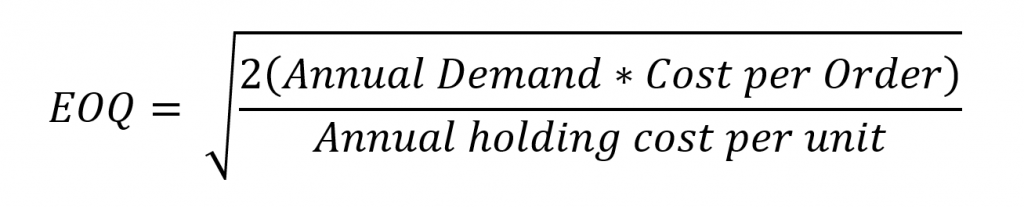 EOQ = √(2(Annual Demand * Cost per Order) / Annual holding cost per unit)